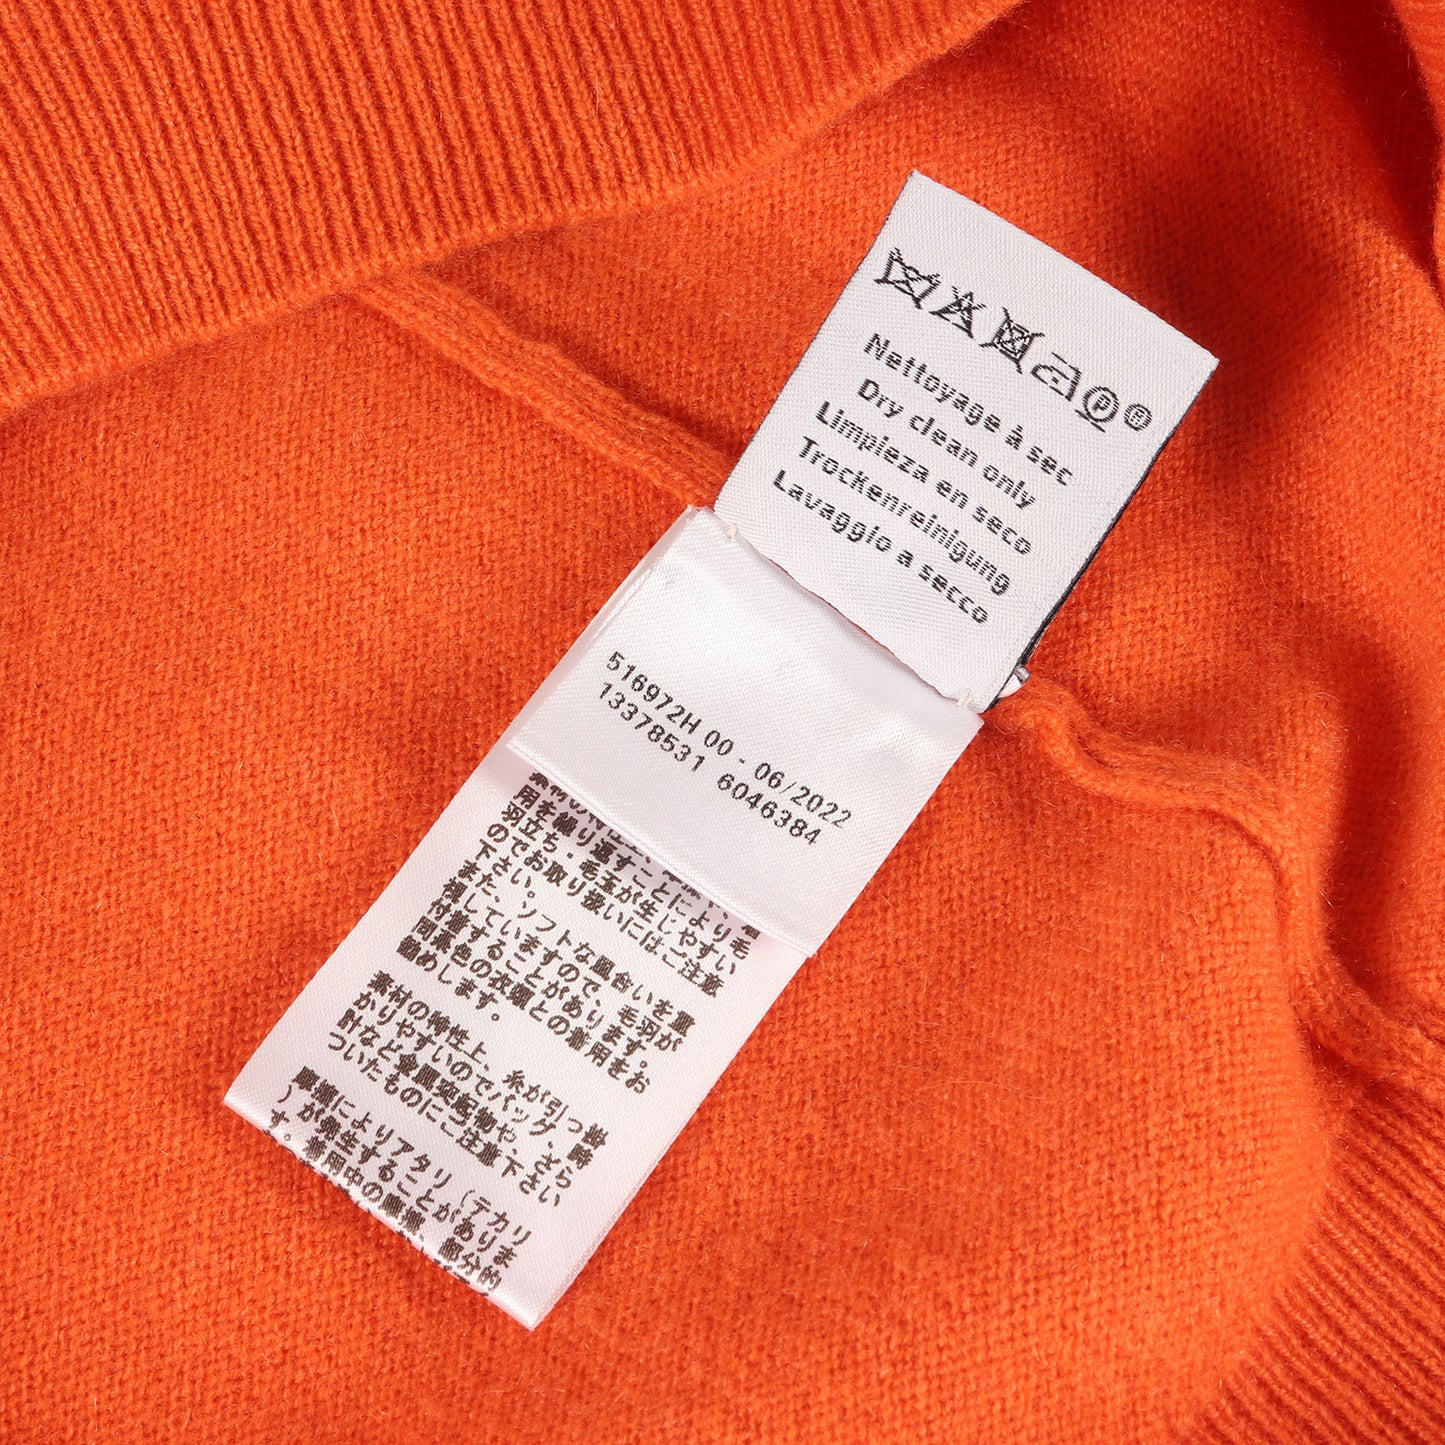 P
Nettoyage à sec
Dry clean only
Limpieza en seco
Trockenreinigung
Lavaggio a secco
516972H 00 - 06/2022
13378531 6046384
用を繰り返すことにより毛
羽立ち・毛玉が生じやすい
のでお取り扱いにはご注意
下さい。
また、ソフトな風合いを重
視していますので、毛羽が
付着することがあります。
同系色の衣類との着用をお
勧めします。
素材の特性上、糸が引っ掛
かりやすいのでバッグ、時
計など金属突起物や、ざら
ついたものにご注意下さい
摩擦によりアタリ（テカリ
）が発生することがありま
す。着用中の摩擦、部分的